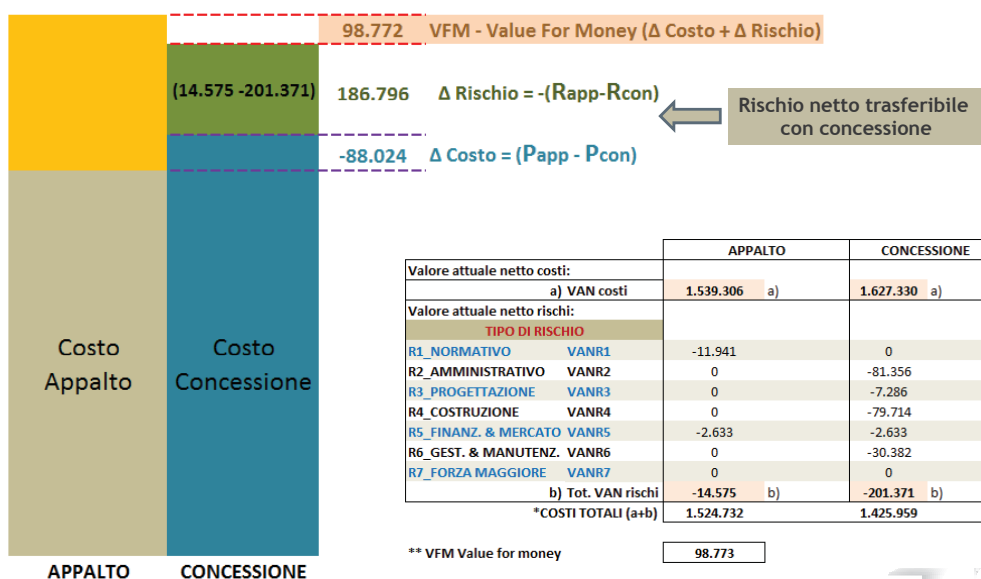 98.772 VFM - Value For Money (Δ Costo + Δ Rischio)
(14.575 -201.371) 186.796 Δ Rischio = -(Rapp-Rcon)
Rischio netto trasferibile
con concessione
-88.024 Δ Costo = (Papp - Pcon)
Costo
Appalto
Costo
Concessione
APPALTO CONCESSIONE
APPALTO CONCESSIONE
Valore attuale netto costi:
a) VAN costi 1.539.306 a) 1.627.330 a)
Valore attuale netto rischi:
TIPO DI RISCHIO
R1_NORMATIVO VANR1 -11.941 0
R2_AMMINISTRATIVO VANR2 0 -81.356
R3_PROGETTAZIONE VANR3 0 -7.286
R4_COSTRUZIONE VANR4 0 -79.714
R5_FINANZ. & MERCATO VANR5 -2.633 -2.633
R6_GEST. & MANUTENZ. VANR6 0 -30.382
R7_FORZA MAGGIORE VANR7 0 0
b) Tot. VAN rischi -14.575 b) -201.371 b)
*COSTI TOTALI (a+b) 1.524.732 1.425.959
** VFM Value for money 98.773